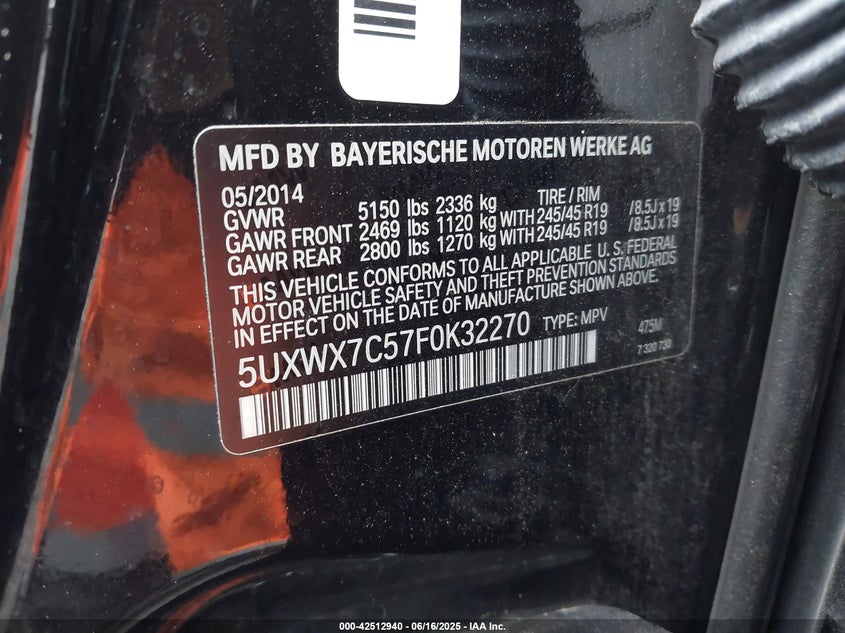 MFD BY BAYERISCHE MOTOREN WERKE AG
05/2014 TIRE / RIM
GVWR 5150 lbs 2336 kg
GAWR FRONT 2469 lbs 1120 kg WITH 245/45 R19 /8.5J x 19
GAWR REAR 2800 lbs 1270 kg WITH 245/45 R19 /8.5J x 19
THIS VEHICLE CONFORMS TO ALL APPLICABLE U.S. FEDERAL
MOTOR VEHICLE SAFETY AND THEFT PREVENTION STANDARDS
IN EFFECT ON THE DATE OF MANUFACTURE SHOWN ABOVE.
5UXWX7C57F0K32270 TYPE: MPV 475M
7 320 730
000-42512940 - 06/16/2025 - IAA Inc.